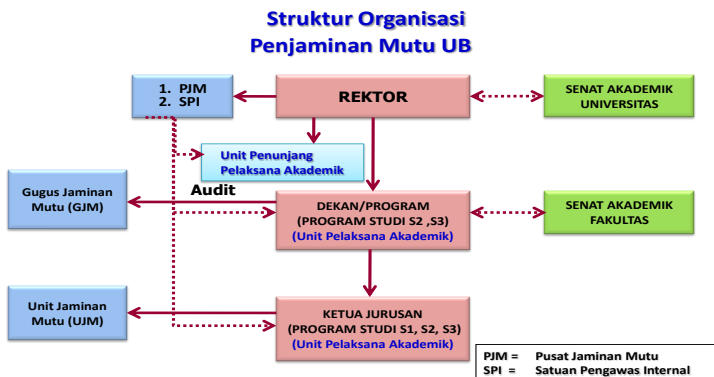 Struktur Organisasi
Penjaminan Mutu UB
1. PJM
2. SPI
REKTOR
SENAT AKADEMIK
UNIVERSITAS
Unit Penunjang
Pelaksana Akademik
Audit
Gugus Jaminan
Mutu (GJM)
DEKAN/PROGRAM
(PROGRAM STUDI S2 ,S3)
(Unit Pelaksana Akademik)
SENAT AKADEMIK
FAKULTAS
Unit Jaminan
Mutu (UJM)
KETUA JURUSAN
(PROGRAM STUDI S1, S2, S3)
(Unit Pelaksana Akademik)
PJM = Pusat Jaminan Mutu
SPI = Satuan Pengawas Internal